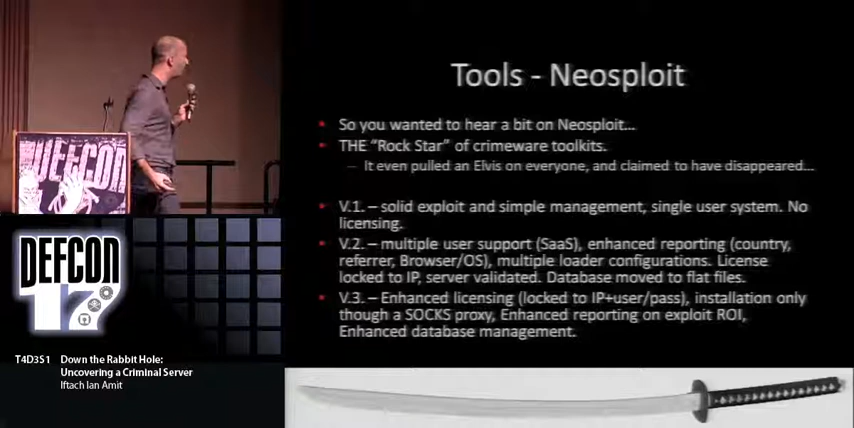 DEFCON
DEFCON
17
T4D3S1 Down the Rabbit Hole:
Uncovering a Criminal Server
Iftach Ian Amit
Tools - Neosploit
• So you wanted to hear a bit on Neosploit...
• THE "Rock Star" of crimeware toolkits.
– It even pulled an Elvis on everyone, and claimed to have disappeared...
• V.1. – solid exploit and simple management, single user system. No
licensing.
• V.2. – multiple user support (SaaS), enhanced reporting (country,
referrer, Browser/OS), multiple loader configurations. License
locked to IP, server validated. Database moved to flat files.
• V.3. – Enhanced licensing (locked to IP+user/pass), installation only
though a SOCKS proxy, Enhanced reporting on exploit ROI,
Enhanced database management.